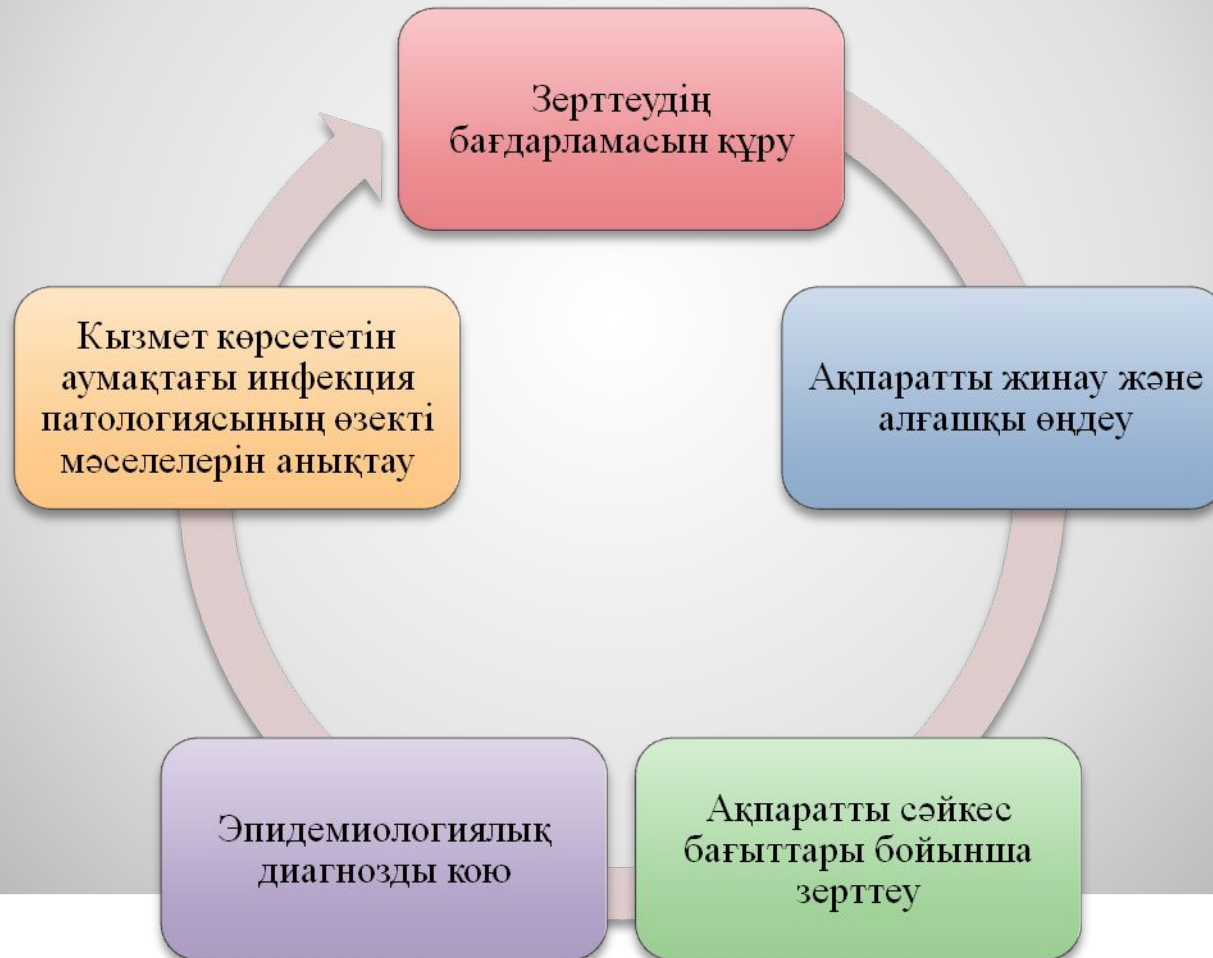 Зерттеудің
бағдарламасын құру
Ақпаратты жинау және
алғашқы өңдеу
Ақпаратты сәйкес
бағыттары бойынша
зерттеу
Эпидемиологиялық
диагнозды кою
Кызмет көрсететін
аумақтағы инфекция
патологиясының өзекті
мәселелерін анықтау